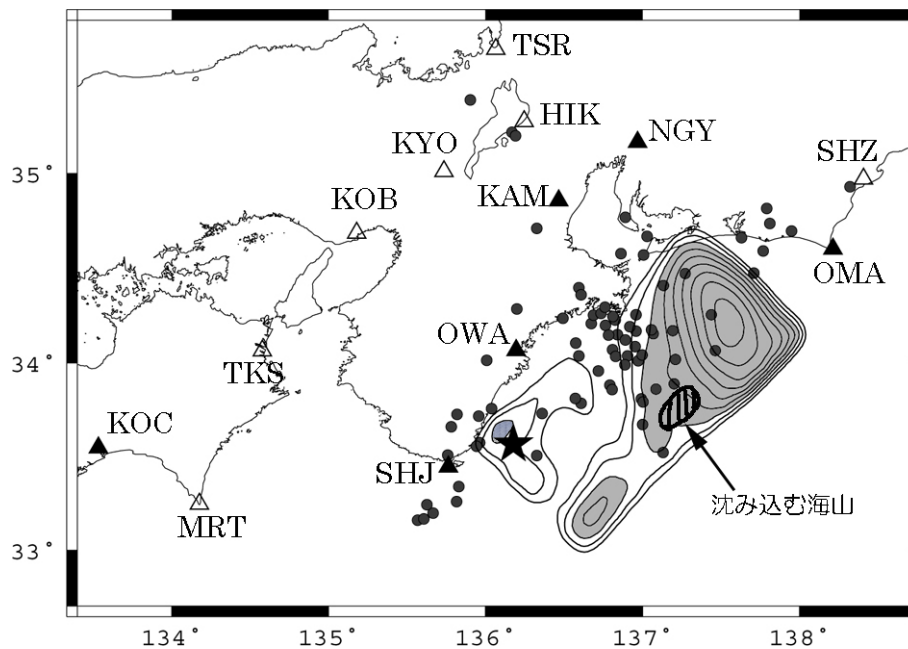 TSR
HIK
NGY
KYO
SHZ
35°
KAM
KOB
OMA
OWA
34°
TKS
KOC
SHJ
沈み込む海山
MRT
33°
134°
135°
136°
137°
138°